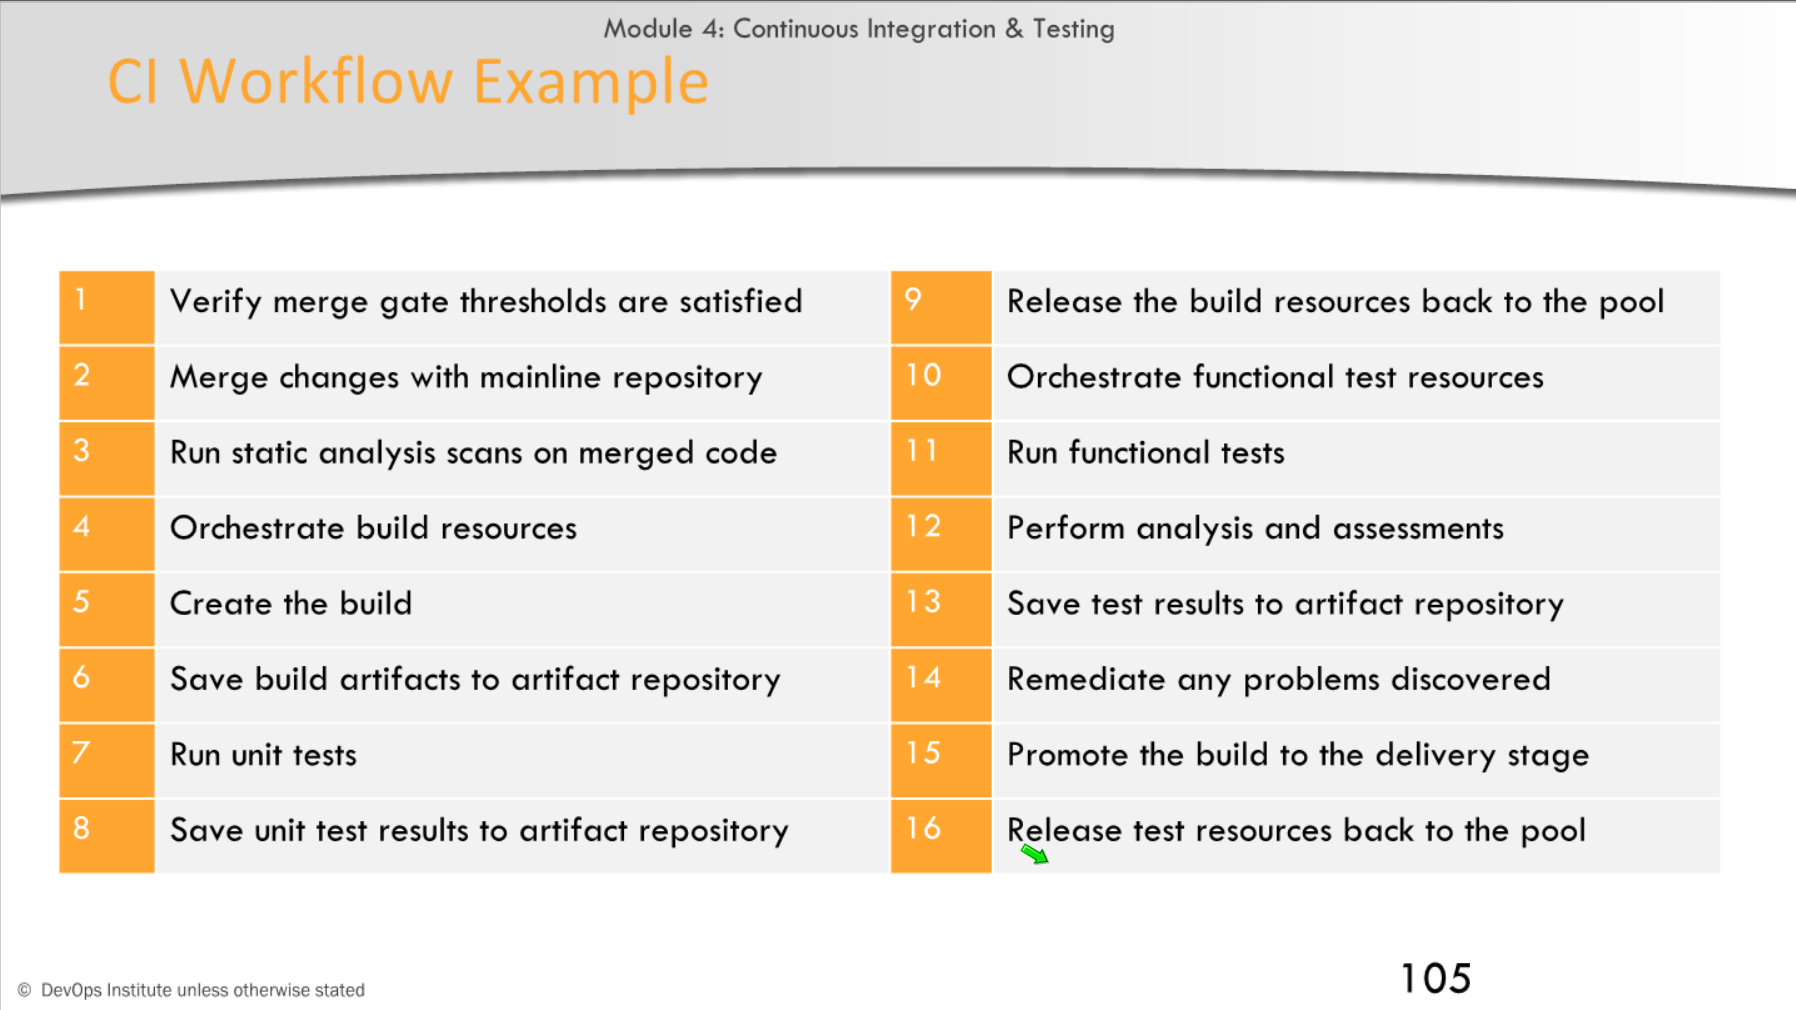 Module 4: Continuous Integration & Testing
CI Workflow Example
1 Verify merge gate thresholds are satisfied
2 Merge changes with mainline repository
3 Run static analysis scans on merged code
4 Orchestrate build resources
5 Create the build
6 Save build artifacts to artifact repository
7 Run unit tests
8 Save unit test results to artifact repository
9 Release the build resources back to the pool
10 Orchestrate functional test resources
11 Run functional tests
12 Perform analysis and assessments
13 Save test results to artifact repository
14 Remediate any problems discovered
15 Promote the build to the delivery stage
16 Release test resources back to the pool
© DevOps Institute unless otherwise stated
105